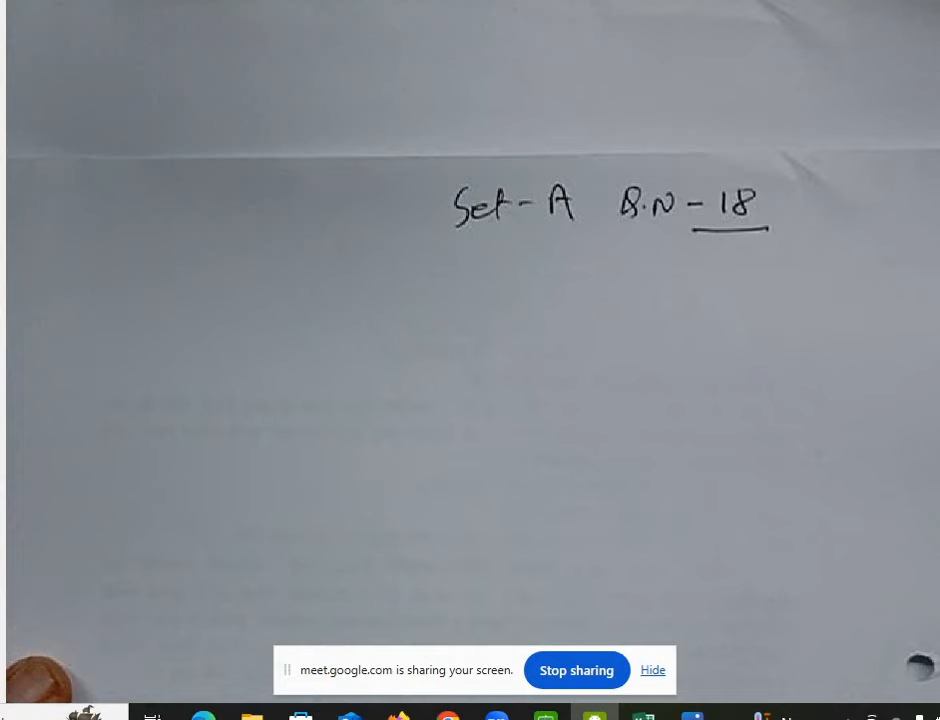 Set - A Q.N - 18
meet.google.com is sharing your screen. Stop sharing Hide